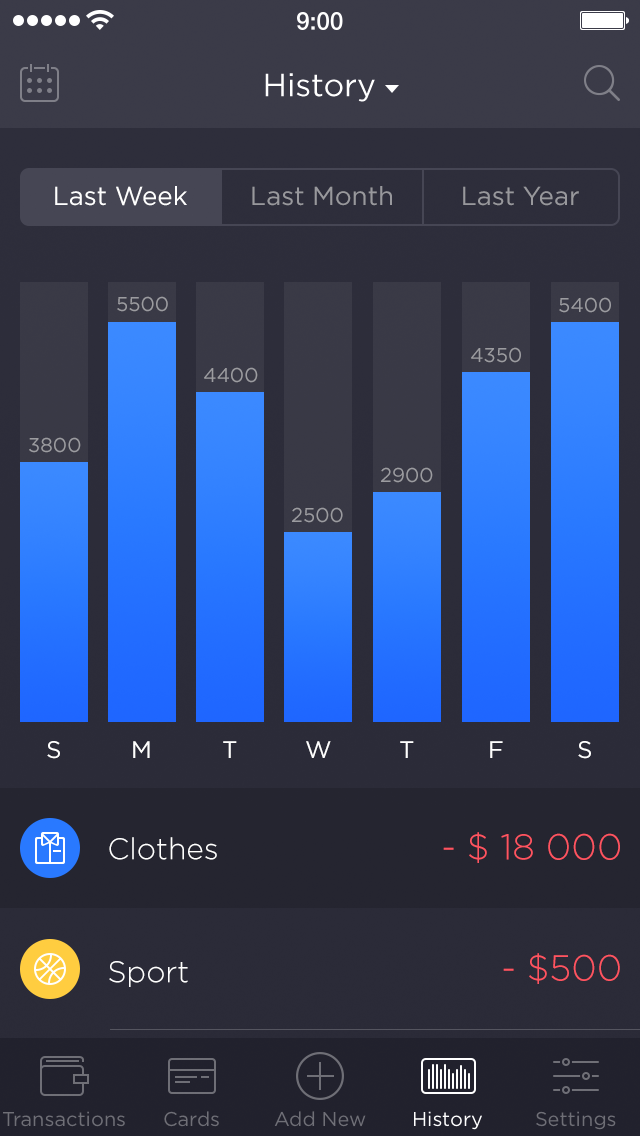 9:00
History
Last Week Last Month Last Year
5500
5400
4350
4400
3800
2900
2500
S M T W T F S
Clothes - $ 18 000
Sport - $500
Transactions Cards Add New History Settings